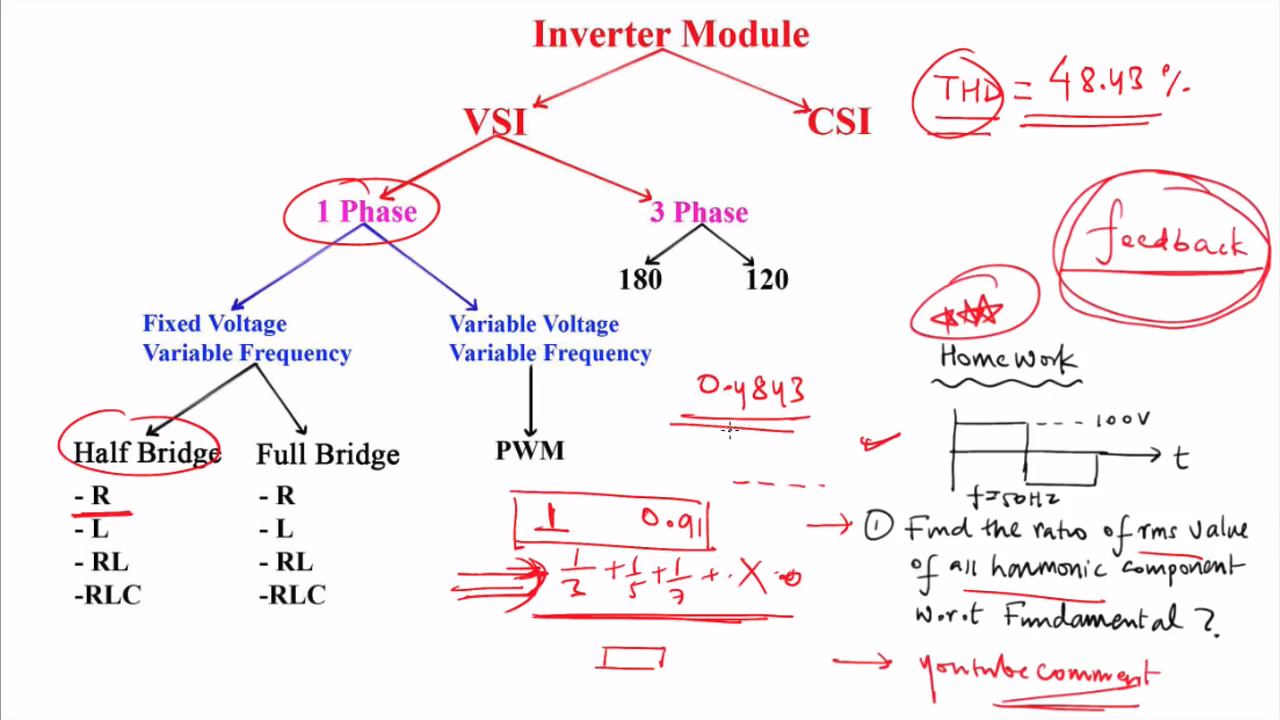 Inverter Module
VSI
CSI
1 Phase
3 Phase
180
120
Fixed Voltage
Variable Frequency
Variable Voltage
Variable Frequency
Half Bridge
- R
- L
- RL
-RLC
Full Bridge
- R
- L
- RL
-RLC
PWM
THD = 48.43 %
feedback
0.4843
1 0.91
1/3 + 1/5 + 1/7 + ..
Homework
100V
t
f=50HZ
→ ① Find the ratio of rms value
of all harmonic component
w.r.t Fundamental ?
→ youtube comment